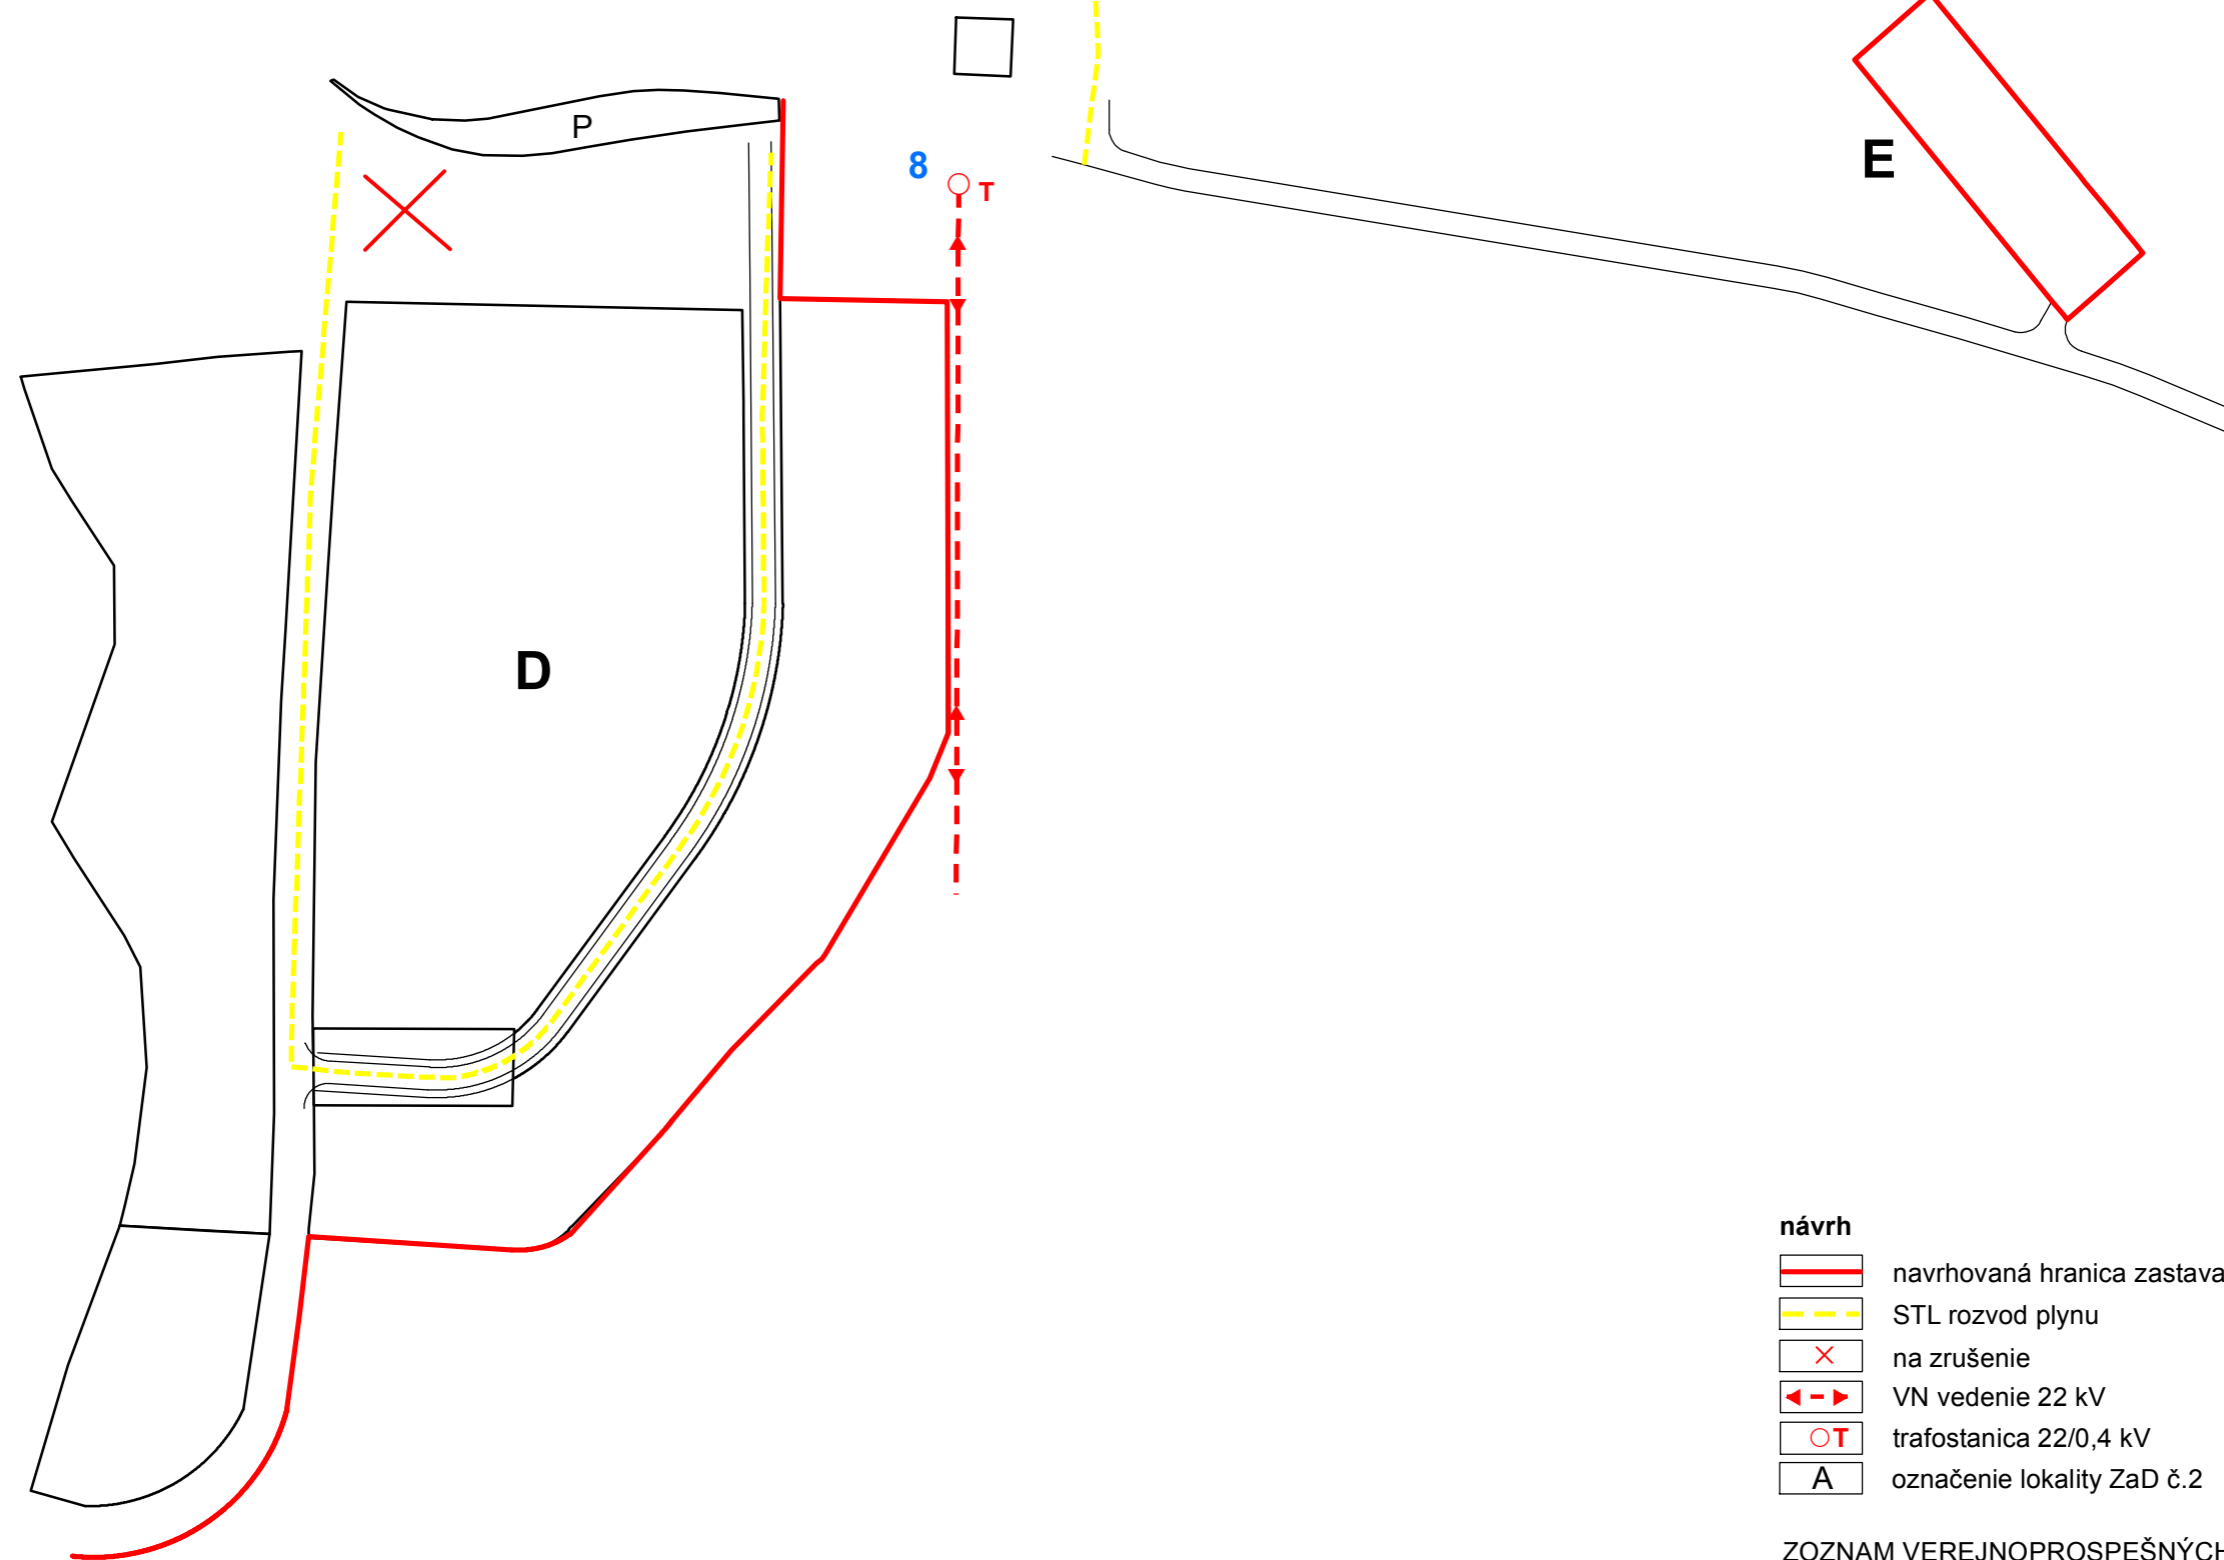 P
8
T
E
D
návrh
navrhovaná hranica zastava
STL rozvod plynu
na zrušenie
VN vedenie 22 kV
T trafostanica 22/0,4 kV
A označenie lokality ZaD č.2
ZOZNAM VEREJNOPROSPEŠNÝCH